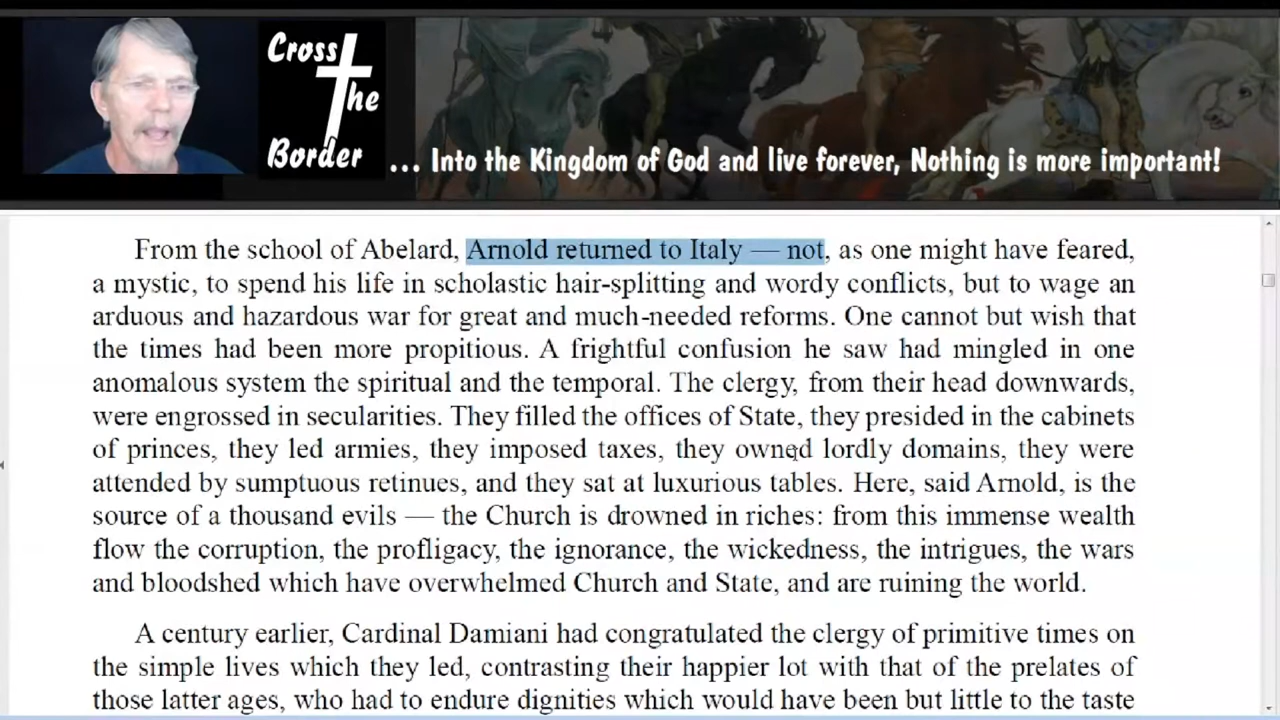 Cross
The
Border
... Into the Kingdom of God and live forever, Nothing is more important!
From the school of Abelard, Arnold returned to Italy — not, as one might have feared,
a mystic, to spend his life in scholastic hair-splitting and wordy conflicts, but to wage an
arduous and hazardous war for great and much-needed reforms. One cannot but wish that
the times had been more propitious. A frightful confusion he saw had mingled in one
anomalous system the spiritual and the temporal. The clergy, from their head downwards,
were engrossed in secularities. They filled the offices of State, they presided in the cabinets
of princes, they led armies, they imposed taxes, they owned lordly domains, they were
attended by sumptuous retinues, and they sat at luxurious tables. Here, said Arnold, is the
source of a thousand evils — the Church is drowned in riches: from this immense wealth
flow the corruption, the profligacy, the ignorance, the wickedness, the intrigues, the wars
and bloodshed which have overwhelmed Church and State, and are ruining the world.
A century earlier, Cardinal Damiani had congratulated the clergy of primitive times on
the simple lives which they led, contrasting their happier lot with that of the prelates of
those latter ages, who had to endure dignities which would have been but little to the taste